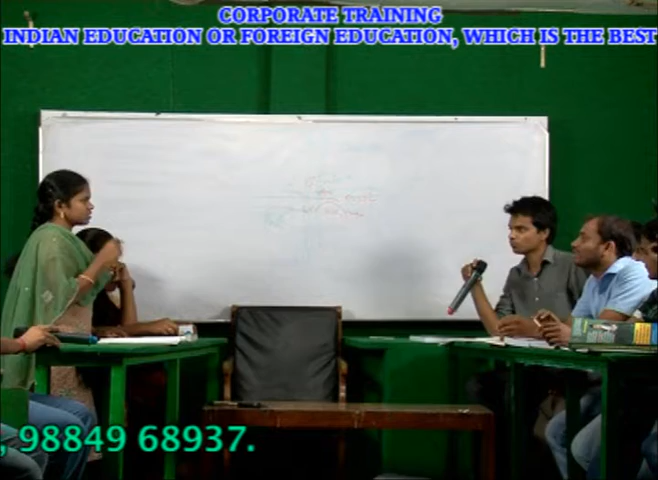 CORPORATE TRAINING
INDIAN EDUCATION OR FOREIGN EDUCATION, WHICH IS THE BEST
, 98849 68937.